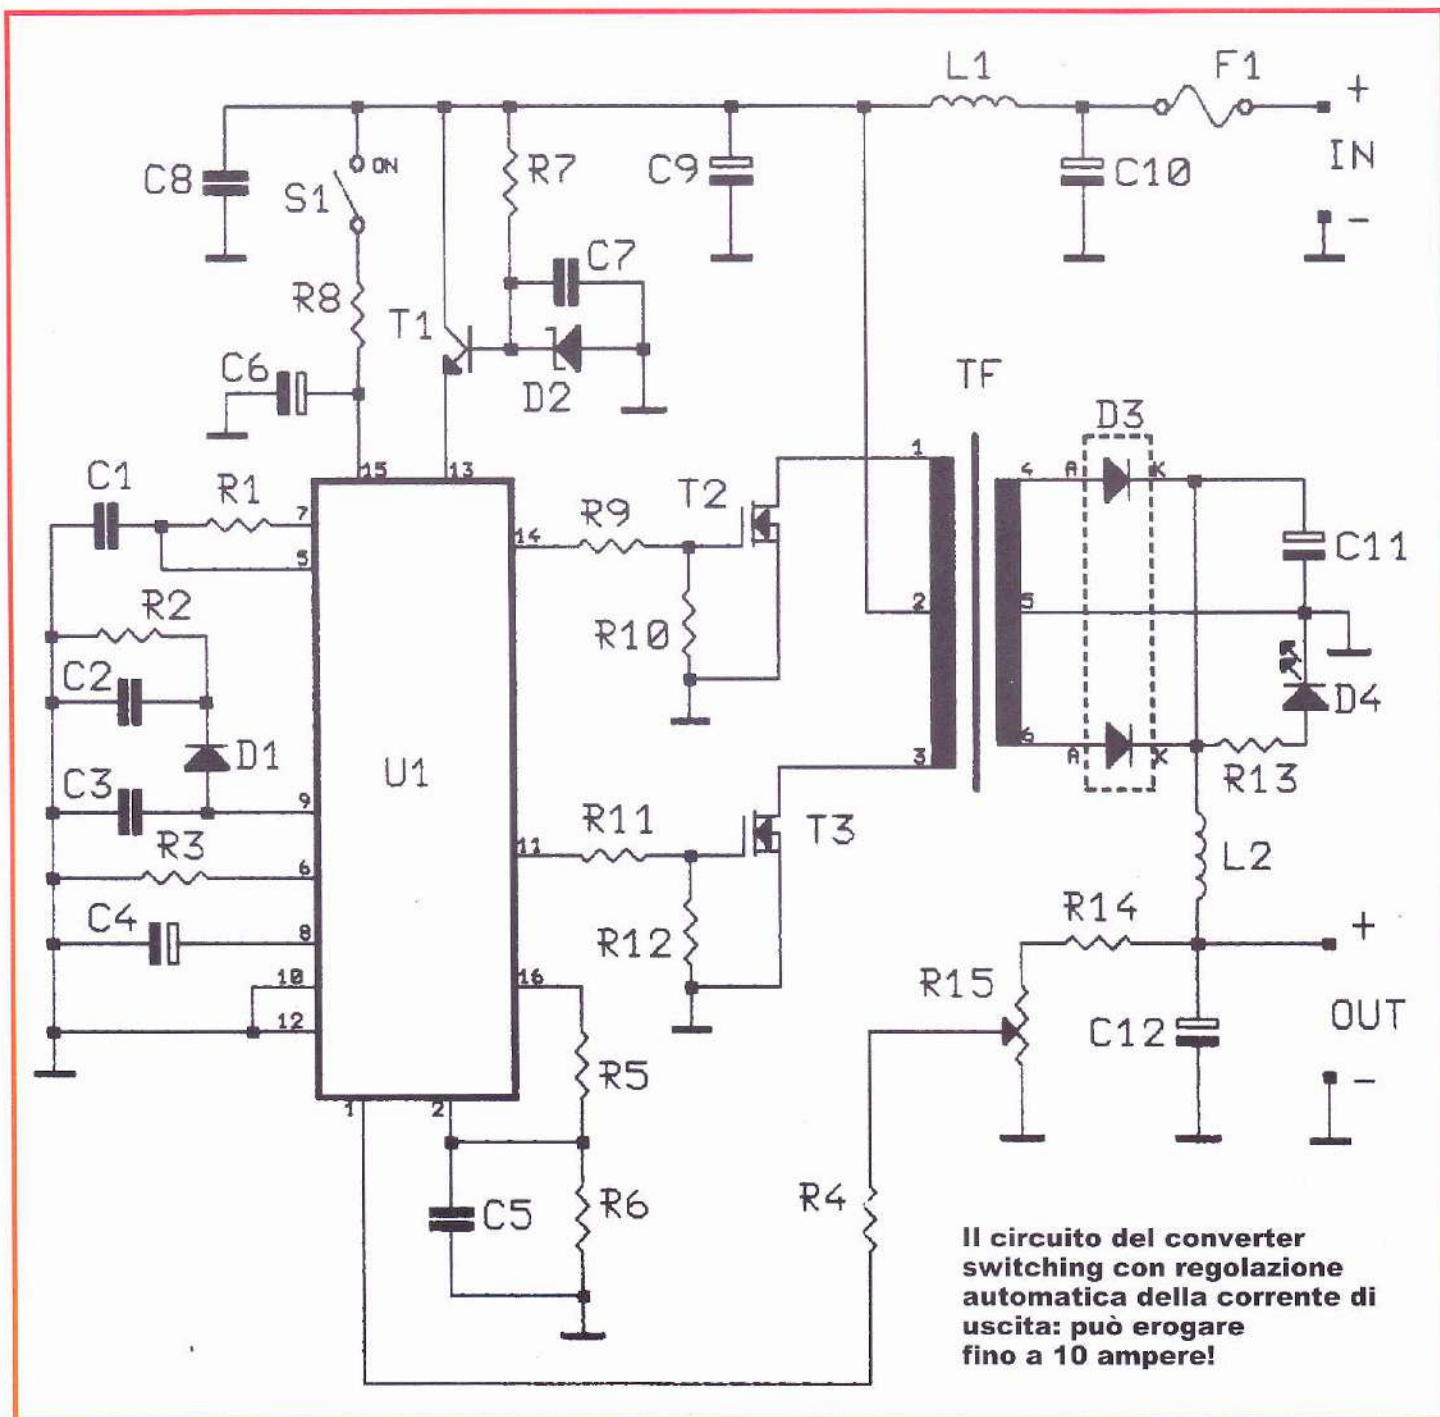 L1
F1
+
IN
-
C8
ON
S1
R7
C9
C10
C7
R8
T1
C6
D2
TF
D3
C1
R1
15
13
7
5
14
R9
T2
1
4
A
K
C11
R2
C2
R10
2
5
D4
D1
C3
9
U1
3
6
A
K
R13
R3
6
11
R11
T3
L2
C4
8
R12
R14
+
10
12
16
R15
C12
OUT
-
R5
1
2
C5
R6
R4
Il circuito del converter
switching con regolazione
automatica della corrente di
uscita: può erogare
fino a 10 ampere!